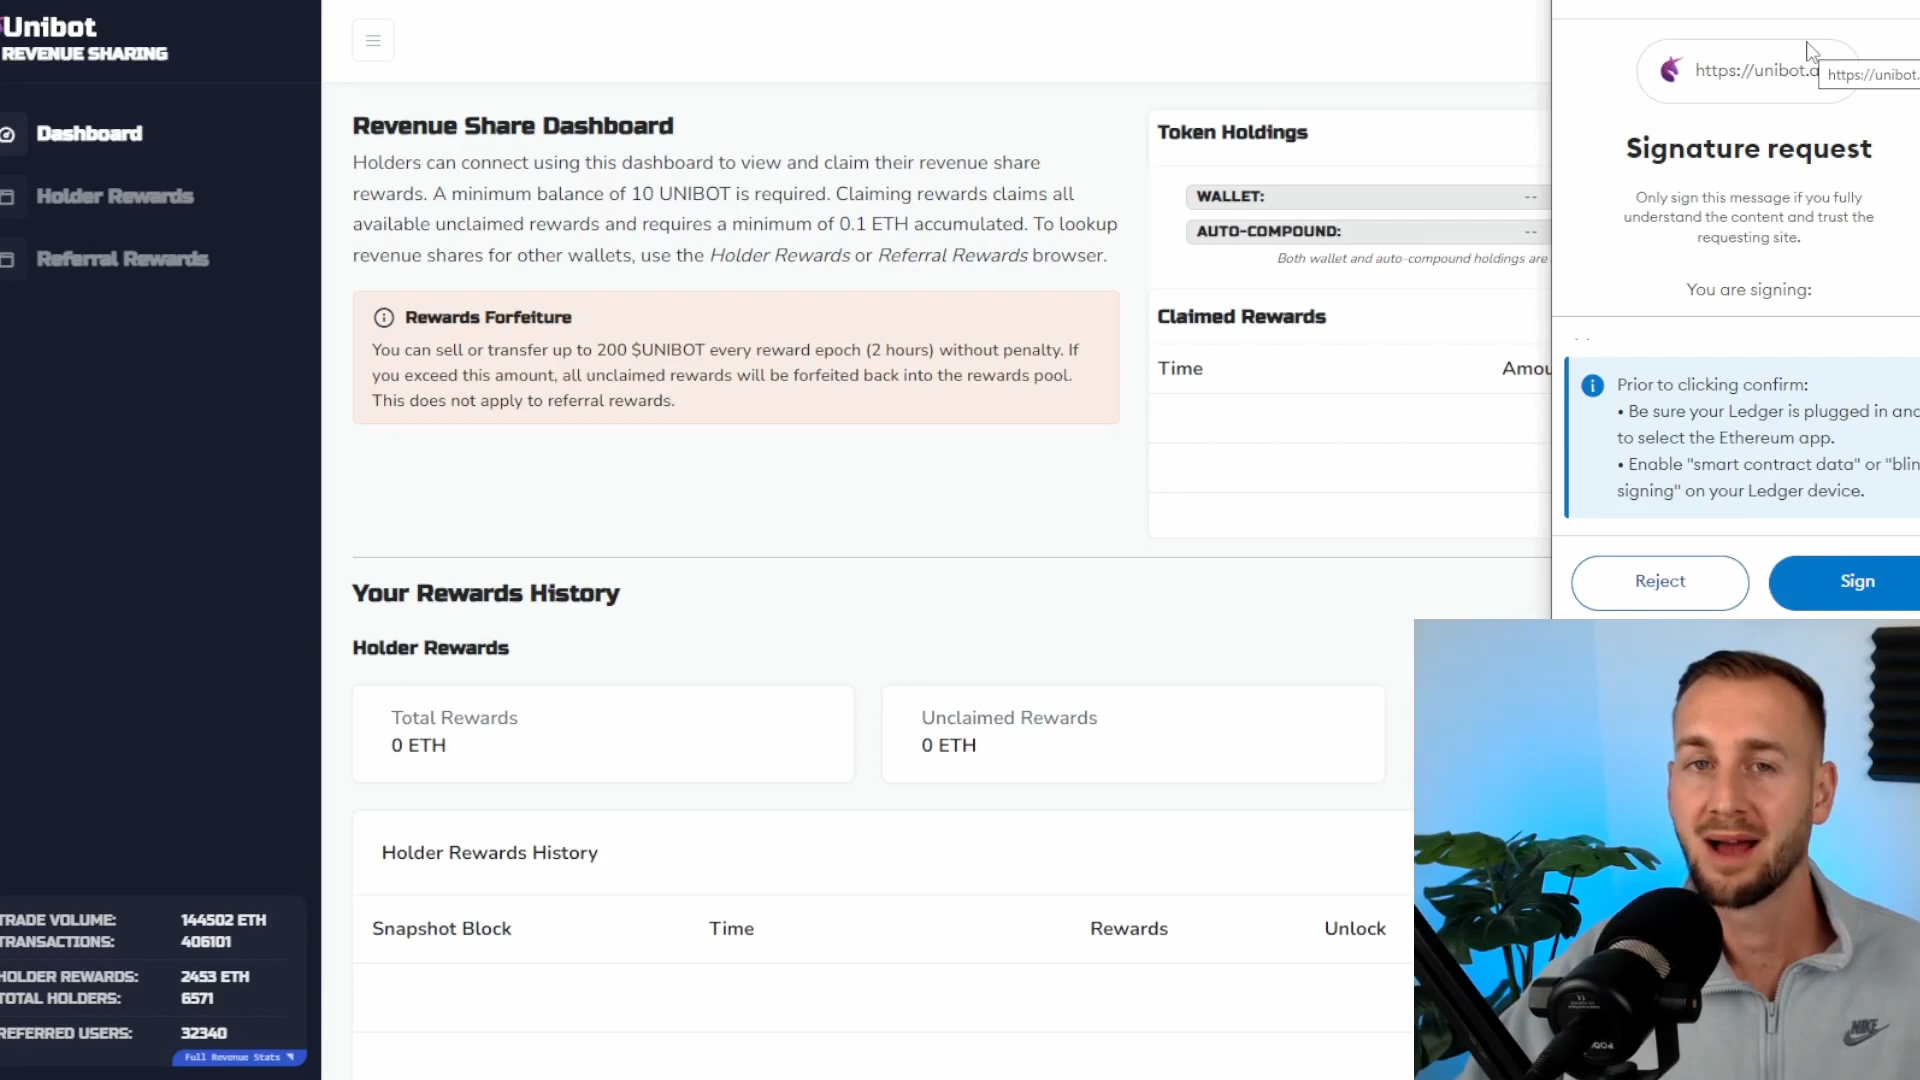 Unibot
REVENUE SHARING
Dashboard
Holder Rewards
Referral Rewards
TRADE VOLUME: 144502 ETH
TRANSACTIONS: 406101
HOLDER REWARDS: 2453 ETH
TOTAL HOLDERS: 6571
REFERRED USERS: 32340
Full Revenue Stats
Revenue Share Dashboard
Holders can connect using this dashboard to view and claim their revenue share
rewards. A minimum balance of 10 UNIBOT is required. Claiming rewards claims all
available unclaimed rewards and requires a minimum of 0.1 ETH accumulated. To lookup
revenue shares for other wallets, use the Holder Rewards or Referral Rewards browser.
Rewards Forfeiture
You can sell or transfer up to 200 $UNIBOT every reward epoch (2 hours) without penalty. If
you exceed this amount, all unclaimed rewards will be forfeited back into the rewards pool.
This does not apply to referral rewards.
Token Holdings
WALLET: --
AUTO-COMPOUND: --
Both wallet and auto-compound holdings are
Claimed Rewards
Time Amou
Your Rewards History
Holder Rewards
Total Rewards
0 ETH
Unclaimed Rewards
0 ETH
Holder Rewards History
Snapshot Block Time Rewards Unlock
https://unibot.a
https://unibot.
Signature request
Only sign this message if you fully
understand the content and trust the
requesting site.
You are signing:
Prior to clicking confirm:
• Be sure your Ledger is plugged in and
to select the Ethereum app.
• Enable "smart contract data" or "blin
signing" on your Ledger device.
Reject
Sign
NIKE